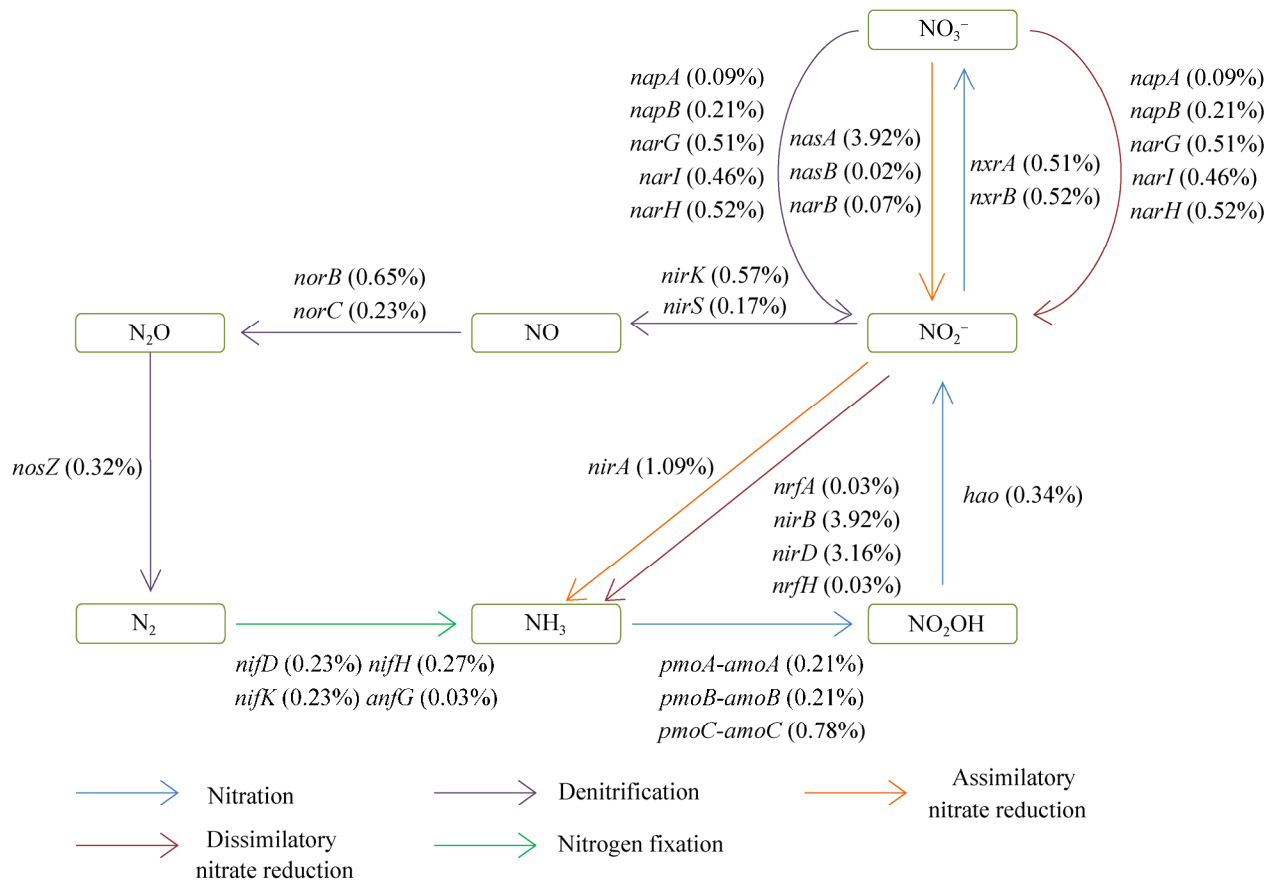 NO₃⁻
napA (0.09%)
napB (0.21%)
narG (0.51%)
narI (0.46%)
narH (0.52%)
nasA (3.92%)
nasB (0.02%)
narB (0.07%)
nxrA (0.51%)
nxrB (0.52%)
napA (0.09%)
napB (0.21%)
narG (0.51%)
narI (0.46%)
narH (0.52%)
norB (0.65%)
norC (0.23%)
nirK (0.57%)
nirS (0.17%)
N₂O
NO
NO₂⁻
nosZ (0.32%)
nirA (1.09%)
nrfA (0.03%)
nirB (3.92%)
nirD (3.16%)
nrfH (0.03%)
hao (0.34%)
N₂
NH₃
NO₂OH
nifD (0.23%) nifH (0.27%)
nifK (0.23%) anfG (0.03%)
pmoA-amoA (0.21%)
pmoB-amoB (0.21%)
pmoC-amoC (0.78%)
Nitration
Denitrification
Assimilatory
nitrate reduction
Dissimilatory
nitrate reduction
Nitrogen fixation